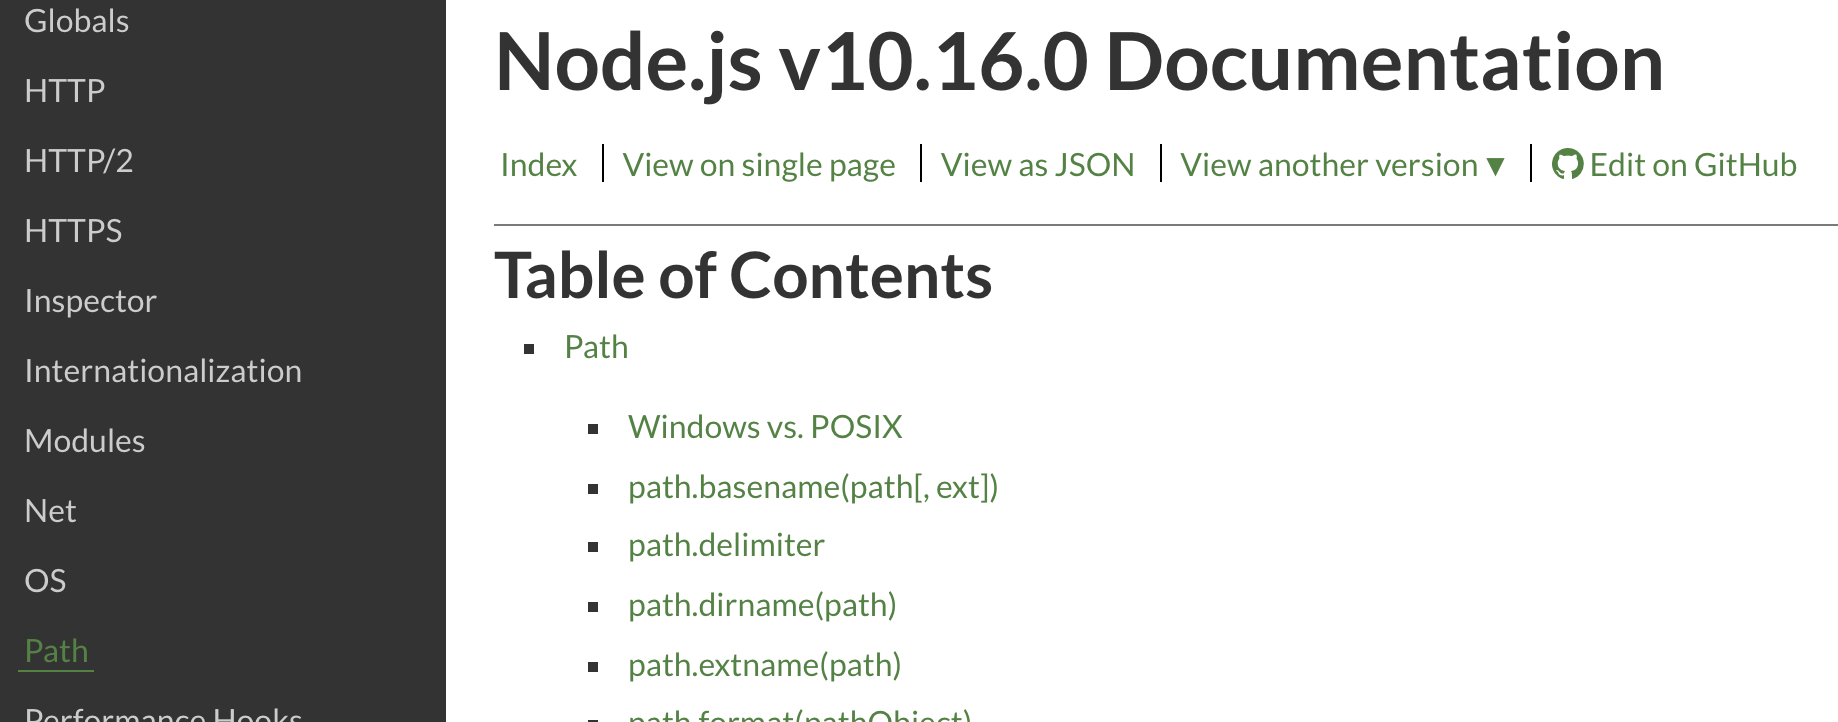 Globals
HTTP
HTTP/2
HTTPS
Inspector
Internationalization
Modules
Net
OS
Path
Performance Hooks
Node.js v10.16.0 Documentation
Index
View on single page
View as JSON
View another version ▼
Edit on GitHub
Table of Contents
Path
Windows vs. POSIX
path.basename(path[, ext])
path.delimiter
path.dirname(path)
path.extname(path)
path.format(pathObject)